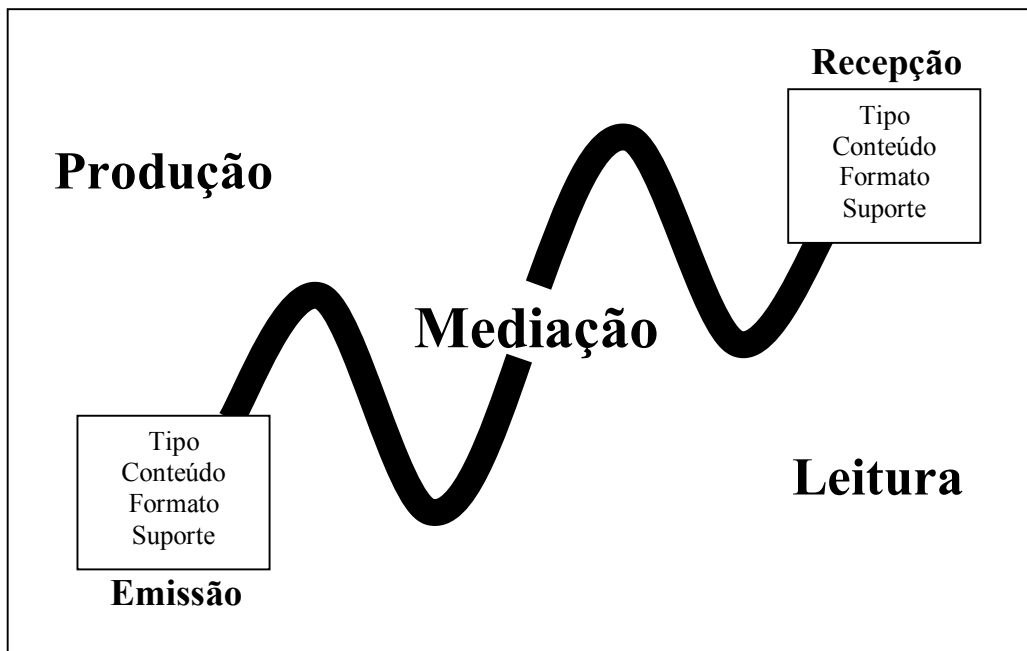 Recepção
Tipo
Conteúdo
Formato
Suporte
Produção
Mediação
Tipo
Conteúdo
Formato
Suporte
Emissão
Leitura